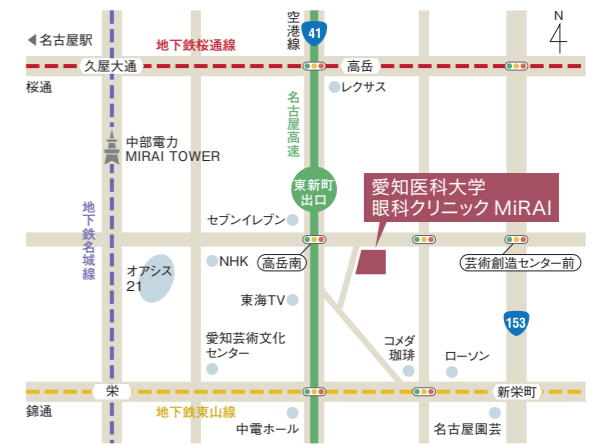 N
空港線
41
名古屋駅
地下鉄桜通線
久屋大通
高岳
桜通
レクサス
名古屋高速
中部電力
MIRAI TOWER
東新町
出口
愛知医科大学
眼科クリニック MiRAI
地下鉄名城線
セブンイレブン
NHK
高岳南
芸術創造センター前
オアシス
21
東海TV
153
愛知芸術文化
センター
コメダ
珈琲
ローソン
栄
新栄町
錦通
地下鉄東山線
中電ホール
名古屋園芸